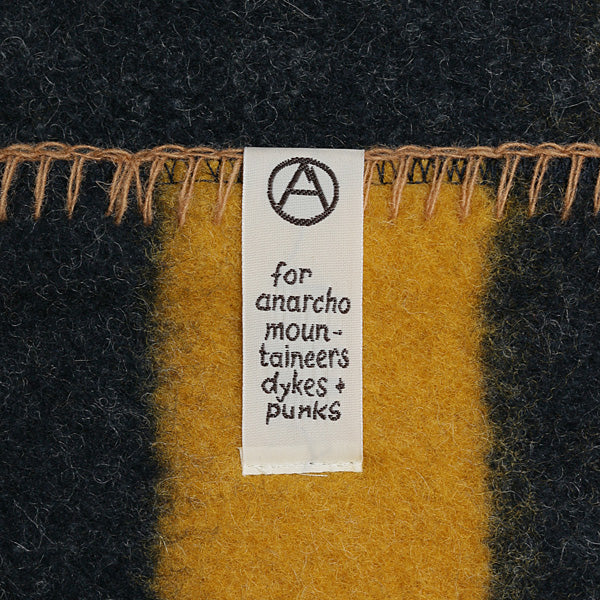 for
anarcho
moun-
taineers
dykes +
punks